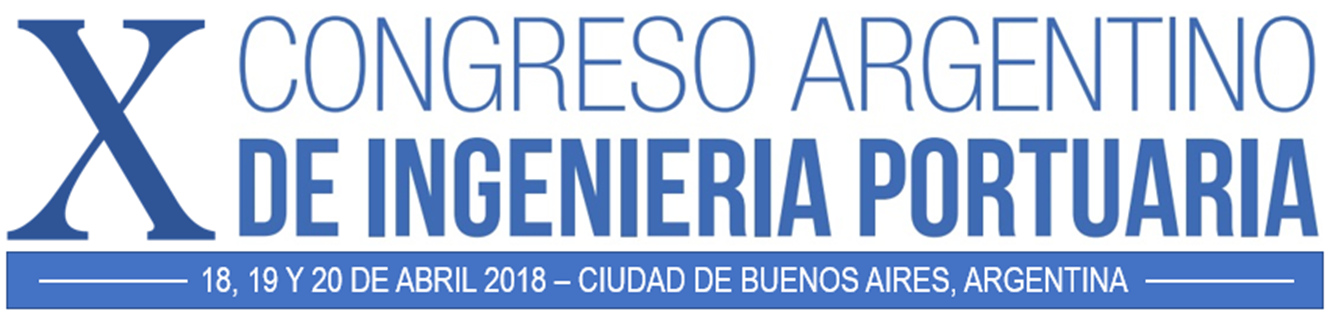 X CONGRESO ARGENTINO
DE INGENIERIA PORTUARIA
18, 19 Y 20 DE ABRIL 2018 – CIUDAD DE BUENOS AIRES, ARGENTINA